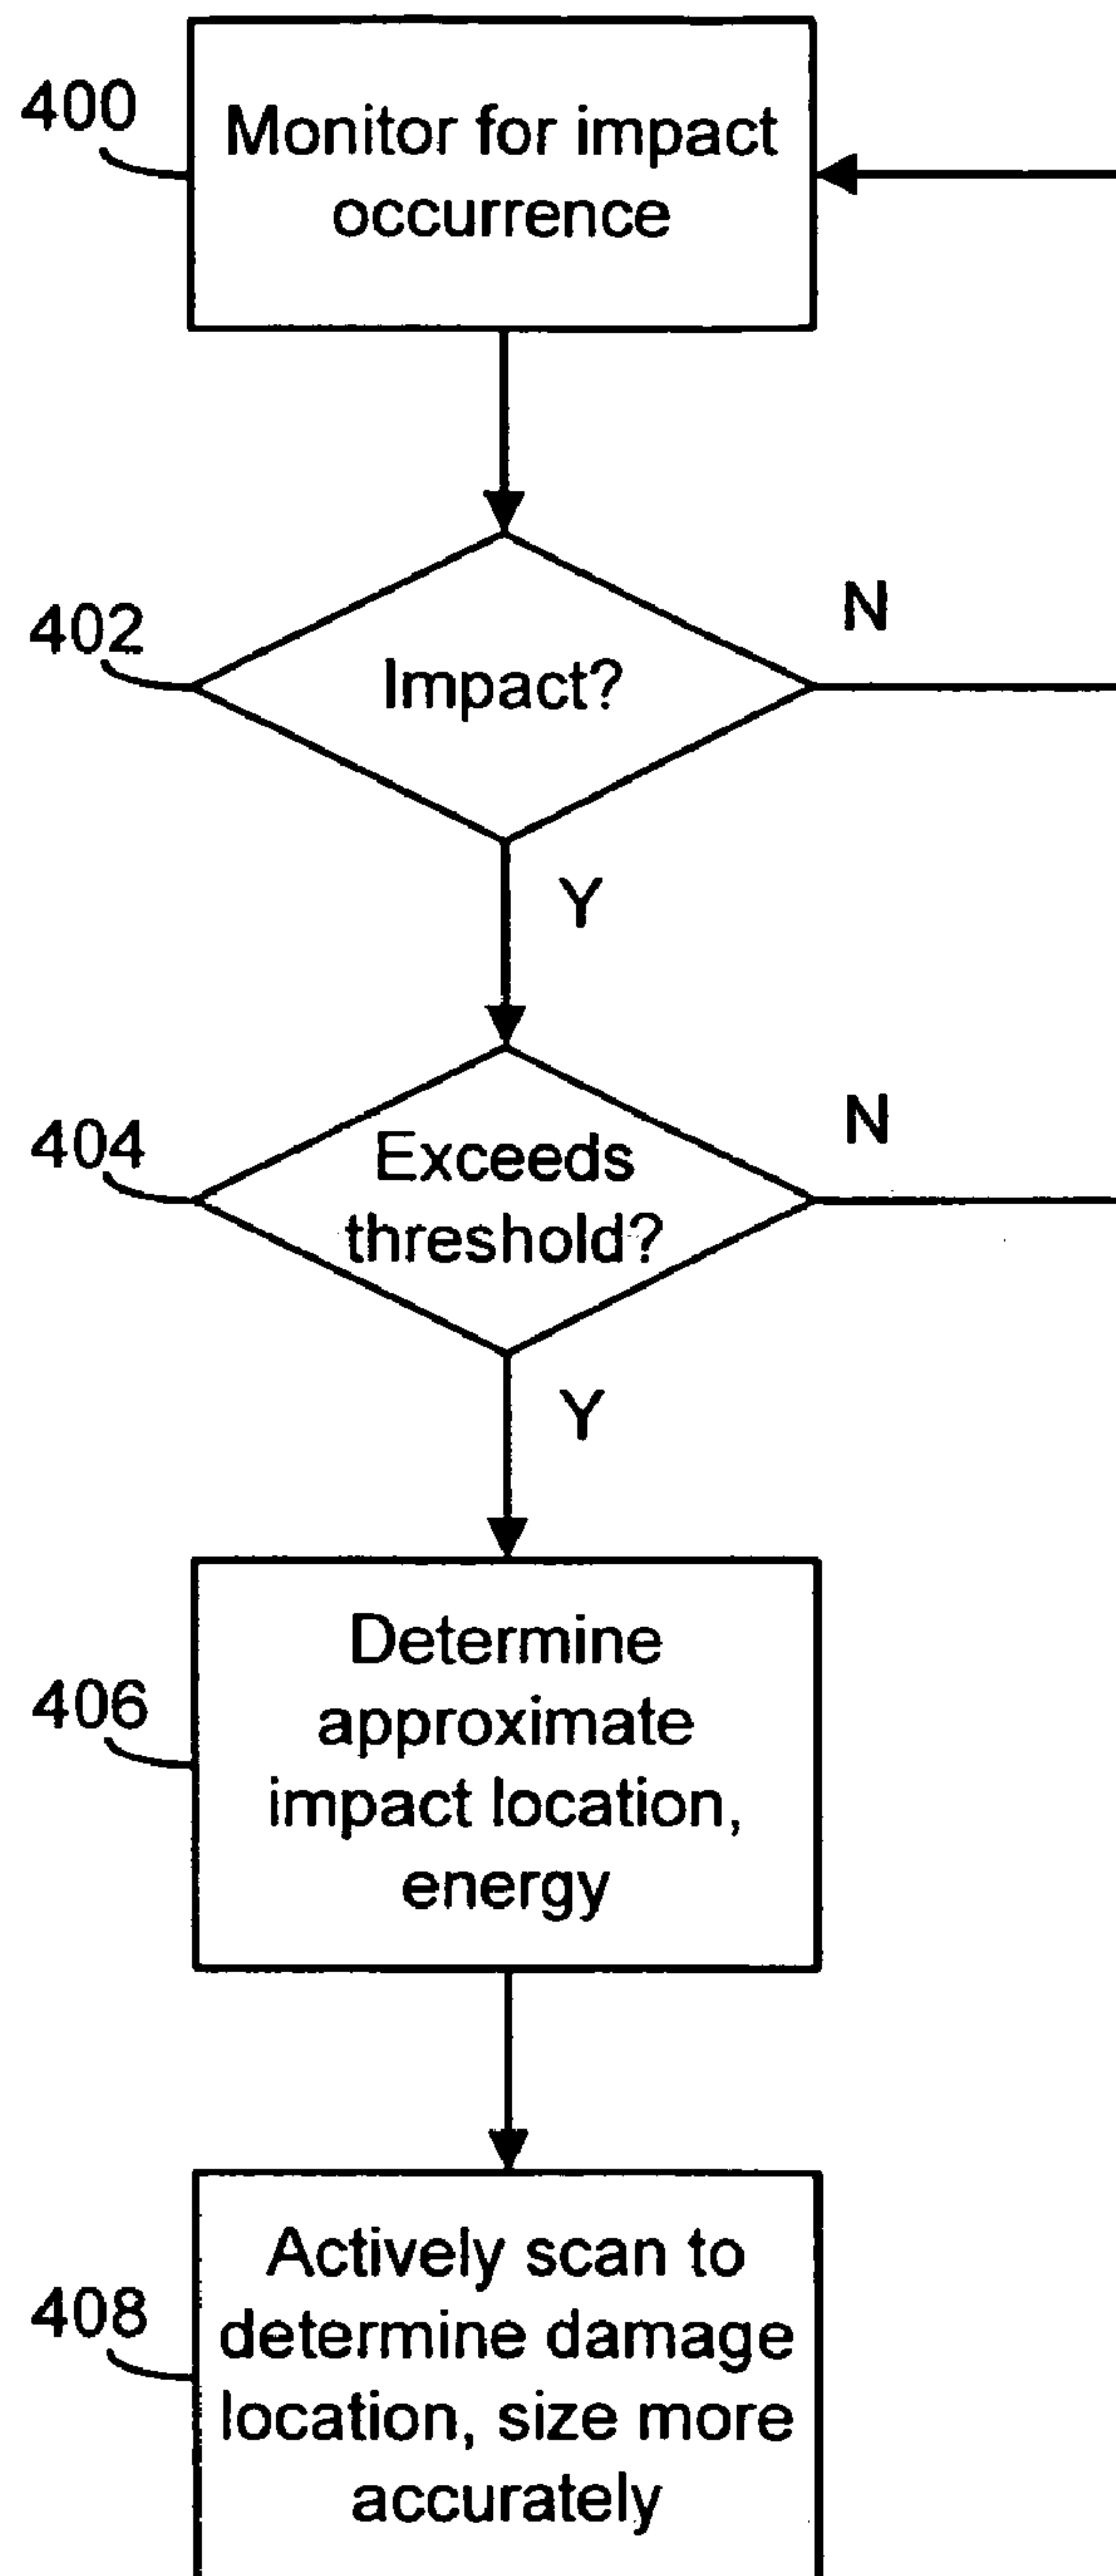 400
Monitor for impact
occurrence
402
Impact?
N
Y
404
Exceeds
threshold?
N
Y
406
Determine
approximate
impact location,
energy
408
Actively scan to
determine damage
location, size more
accurately